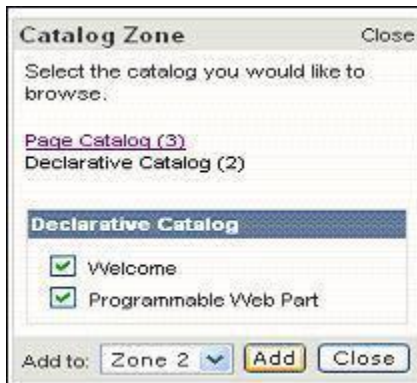 Catalog Zone Close
Select the catalog you would like to
browse.
Page Catalog (3)
Declarative Catalog (2)
Declarative Catalog
Welcome
Programmable Web Part
Add to: Zone 2 Add Close